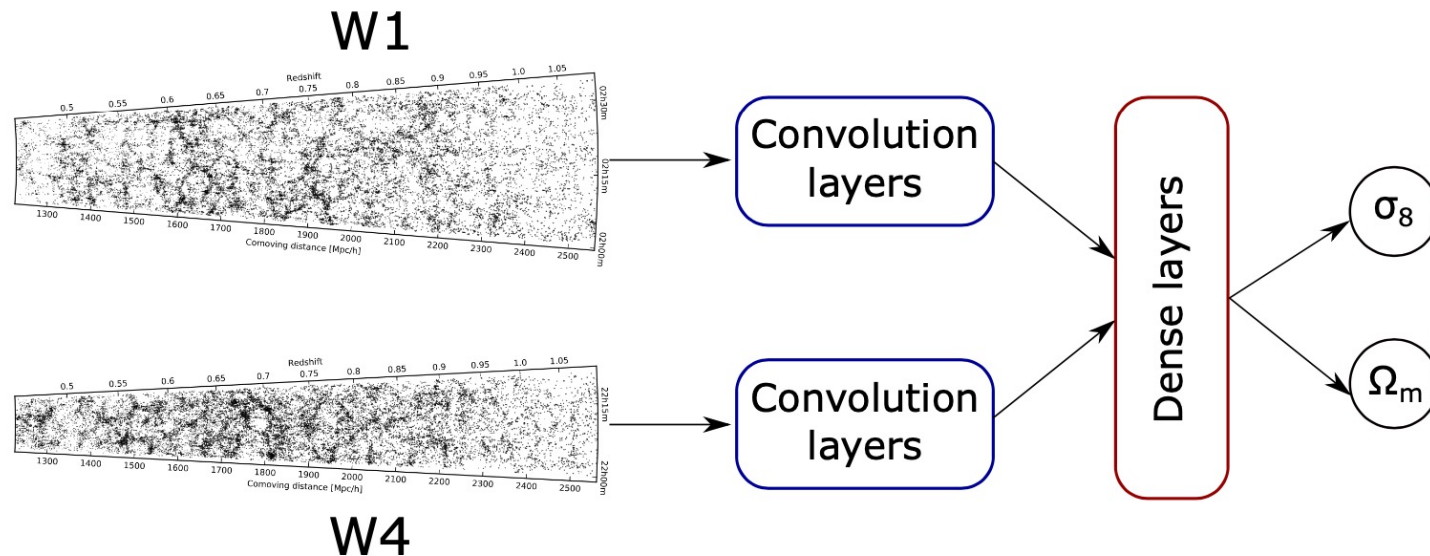 W1
Redshift
0.5 0.55 0.6 0.65 0.7 0.75 0.8 0.85 0.9 0.95 1.0 1.05
02h30m
02h15m
02h00m
1300 1400 1500 1600 1700 1800 1900 2000 2100 2200 2300 2400 2500
Comoving distance [Mpc/h]
Convolution
layers
Redshift
0.5 0.55 0.6 0.65 0.7 0.75 0.8 0.85 0.9 0.95 1.0 1.05
22h15m
22h00m
1300 1400 1500 1600 1700 1800 1900 2000 2100 2200 2300 2400 2500
Comoving distance [Mpc/h]
W4
Convolution
layers
Dense layers
σ₈
Ωₘ